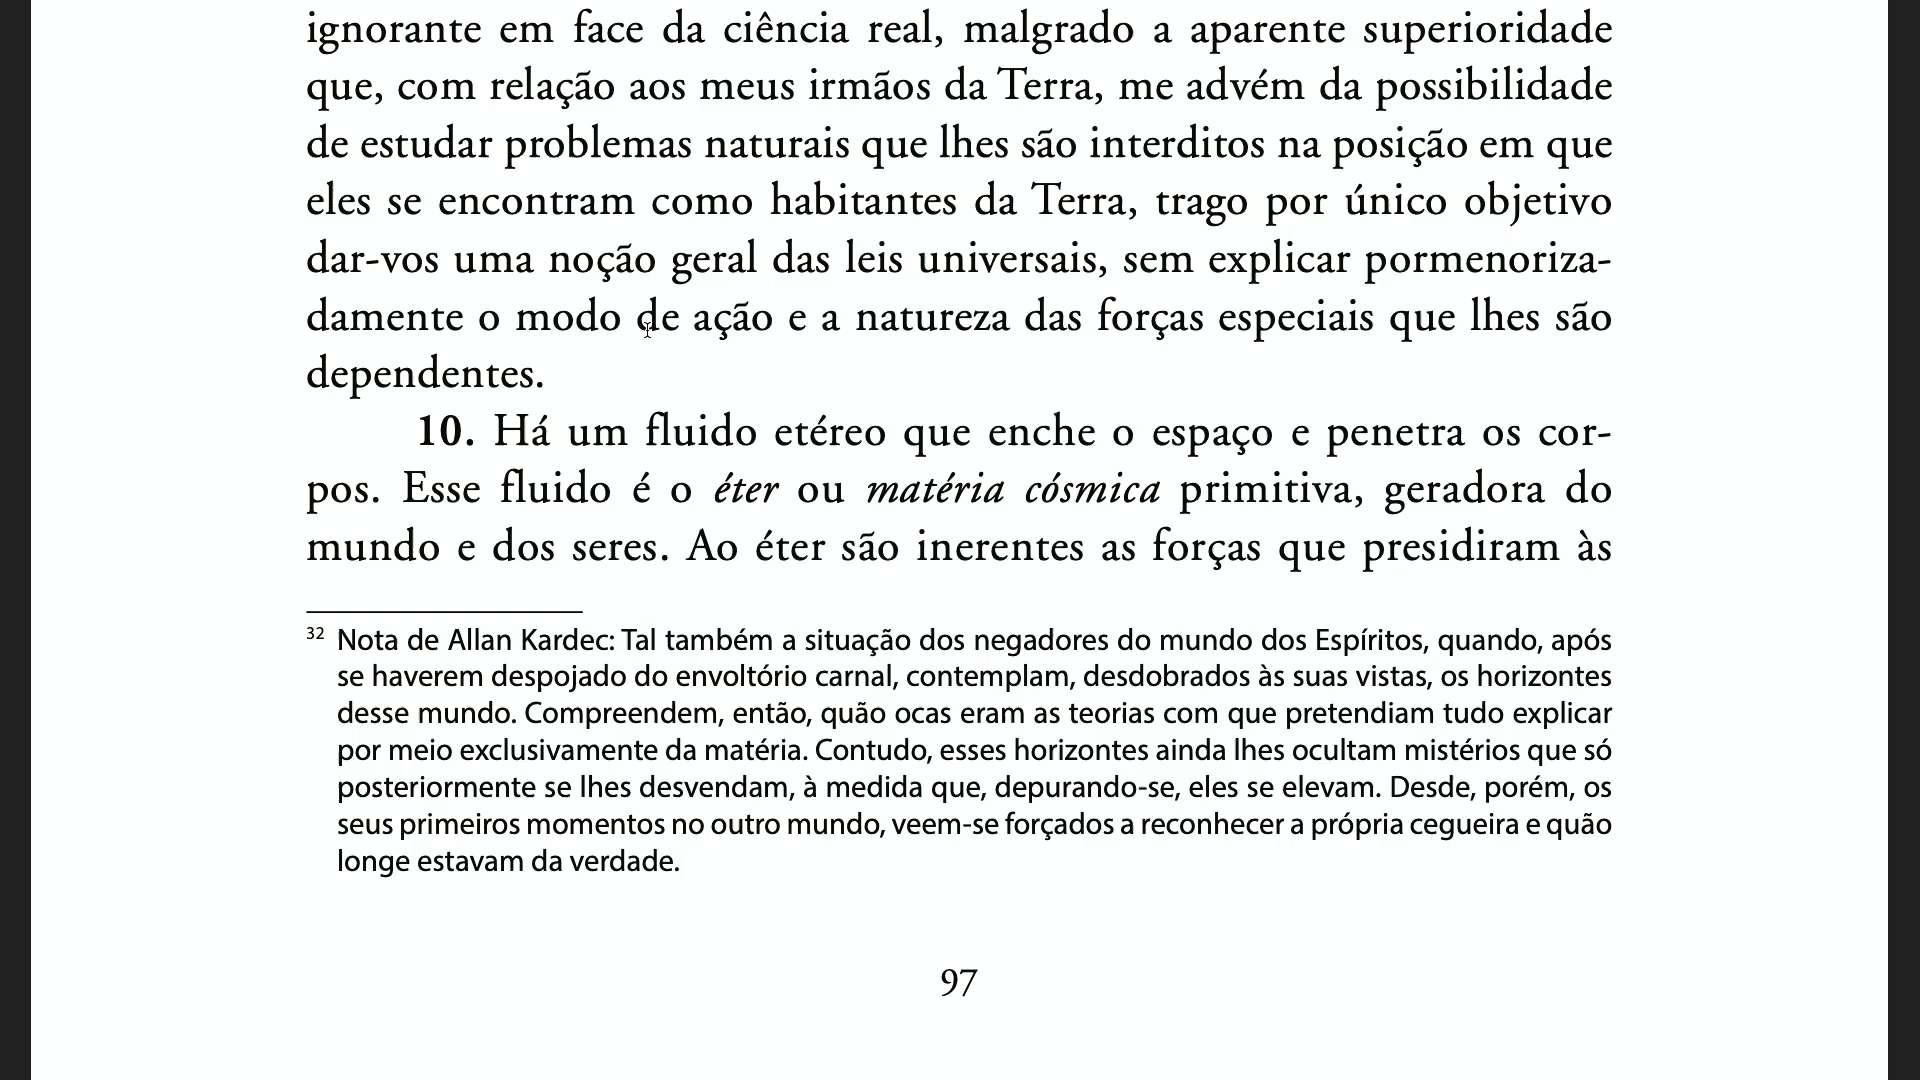 ignorante em face da ciência real, malgrado a aparente superioridade
que, com relação aos meus irmãos da Terra, me advém da possibilidade
de estudar problemas naturais que lhes são interditos na posição em que
eles se encontram como habitantes da Terra, trago por único objetivo
dar-vos uma noção geral das leis universais, sem explicar pormenoriza-
damente o modo de ação e a natureza das forças especiais que lhes são
dependentes.
10. Há um fluido etéreo que enche o espaço e penetra os cor-
pos. Esse fluido é o éter ou matéria cósmica primitiva, geradora do
mundo e dos seres. Ao éter são inerentes as forças que presidiram às
32 Nota de Allan Kardec: Tal também a situação dos negadores do mundo dos Espíritos, quando, após
se haverem despojado do envoltório carnal, contemplam, desdobrados às suas vistas, os horizontes
desse mundo. Compreendem, então, quão ocas eram as teorias com que pretendiam tudo explicar
por meio exclusivamente da matéria. Contudo, esses horizontes ainda lhes ocultam mistérios que só
posteriormente se lhes desvendam, à medida que, depurando-se, eles se elevam. Desde, porém, os
seus primeiros momentos no outro mundo, veem-se forçados a reconhecer a própria cegueira e quão
longe estavam da verdade.
97